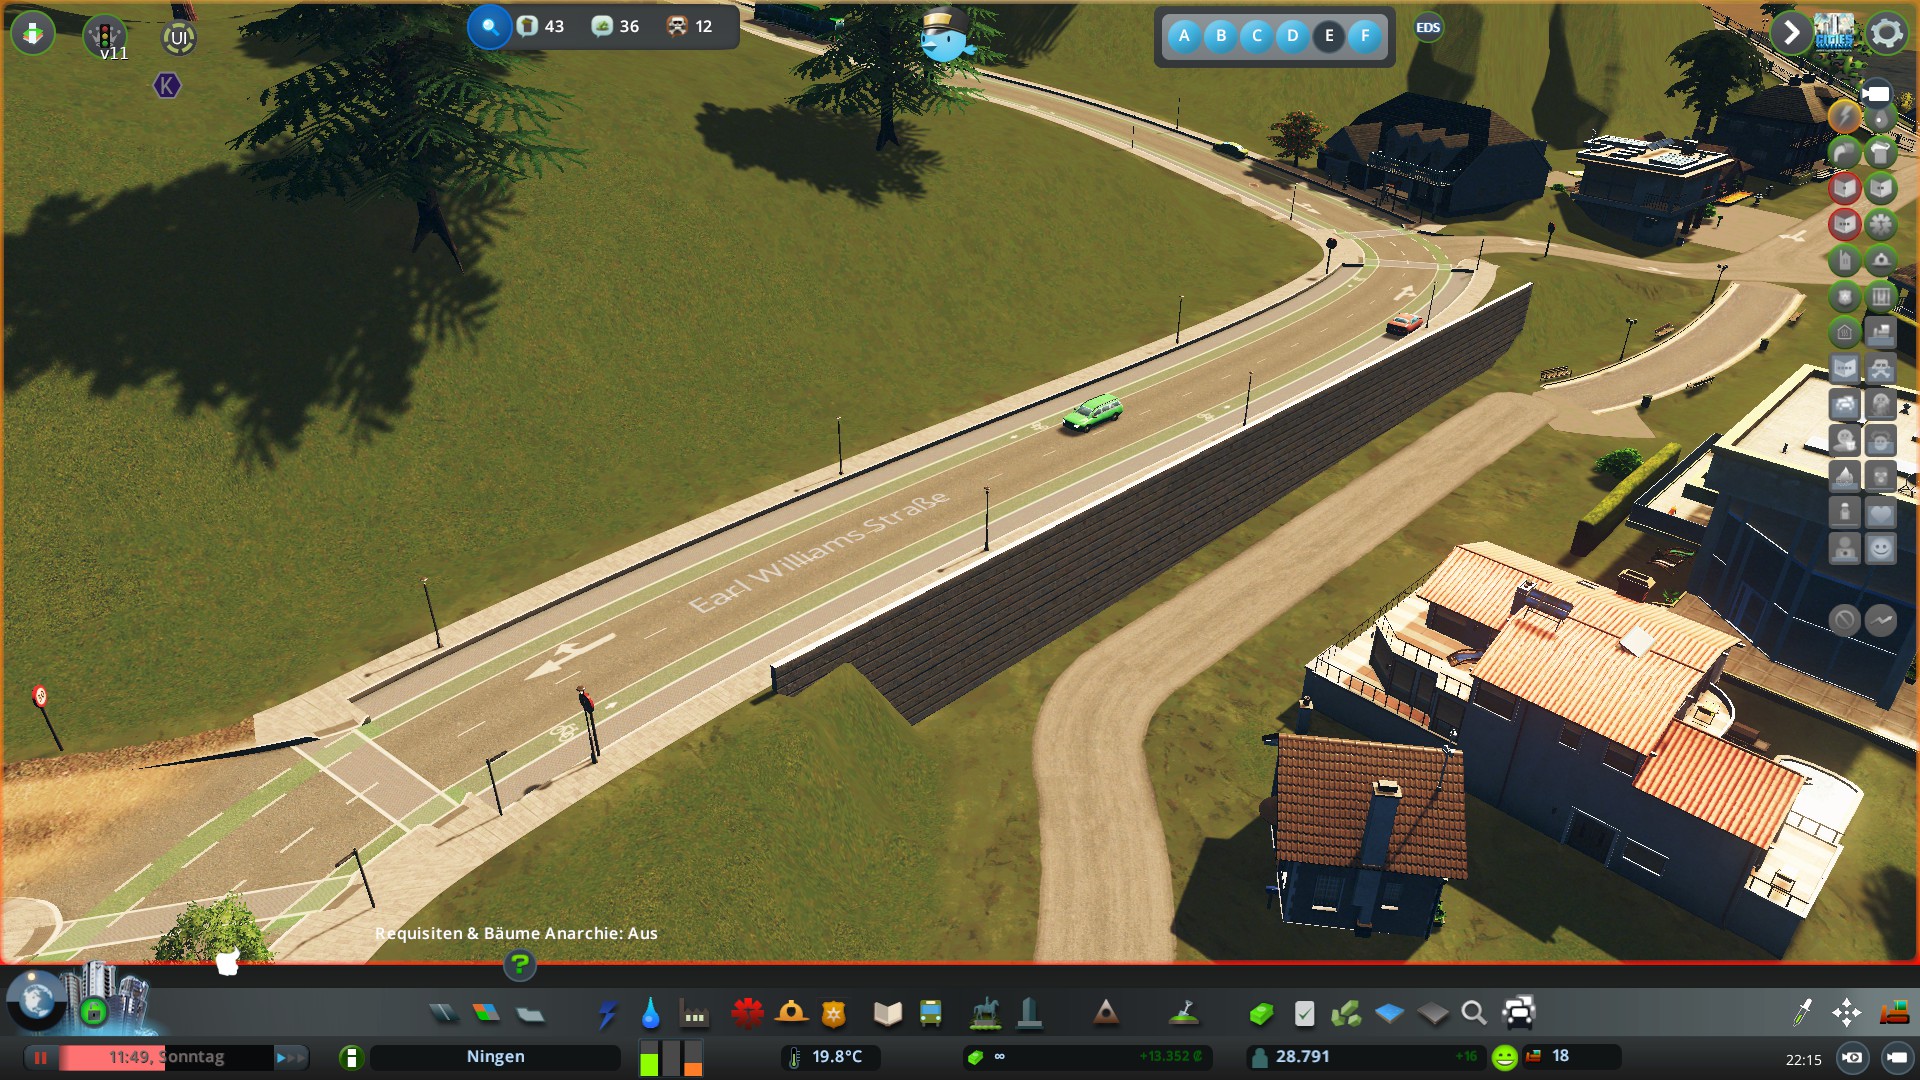 v11
UI
K
43
36
12
A
B
C
D
E
F
EDS
CITIES
Earl Williams-Straße
Requisiten & Bäume Anarchie: Aus
?
11:49, Sonntag
Ningen
19.8°C
∞
+13.352 ₡
28.791
+16
18
22:15